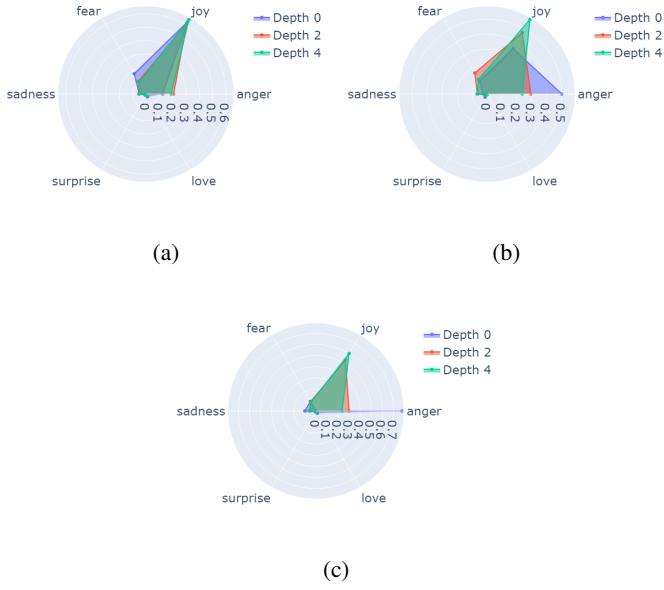 fear
joy
sadness
anger
surprise
love
0
0.1
0.2
0.3
0.4
0.5
0.6
Depth 0
Depth 2
Depth 4
(a)
fear
joy
sadness
anger
surprise
love
0
0.1
0.2
0.3
0.4
0.5
Depth 0
Depth 2
Depth 4
(b)
fear
joy
sadness
anger
surprise
love
0
0.1
0.2
0.3
0.4
0.5
0.6
0.7
Depth 0
Depth 2
Depth 4
(c)